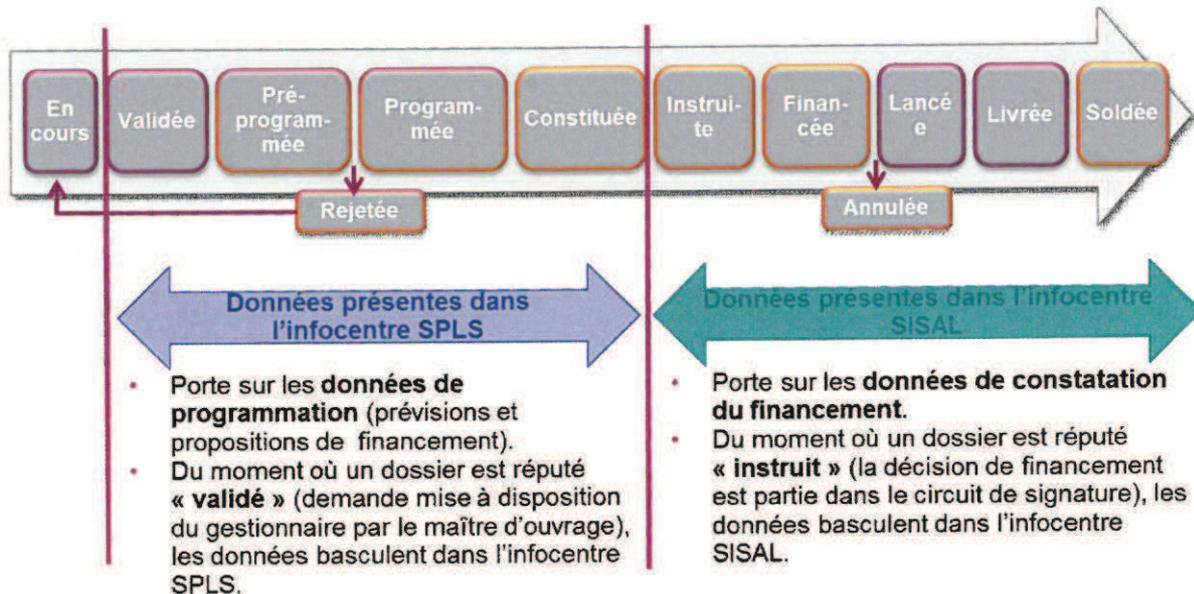 En
cours
Validée
Pré-
program-
mée
Program-
mée
Constituée
Instrui-
te
Finan-
cée
Lancé
e
Livrée
Soldée
Rejetée
Annulée
Données présentes dans
l'infocentre SPLS
Données présentes dans l'infocentre
SISAL
• Porte sur les données de
programmation (prévisions et
propositions de financement).
• Du moment où un dossier est réputé
« validé » (demande mise à disposition
du gestionnaire par le maître d'ouvrage),
les données basculent dans l'infocentre
SPLS.
• Porte sur les données de constatation
du financement.
• Du moment où un dossier est réputé
« instruit » (la décision de financement
est partie dans le circuit de signature), les
données basculent dans l'infocentre
SISAL.